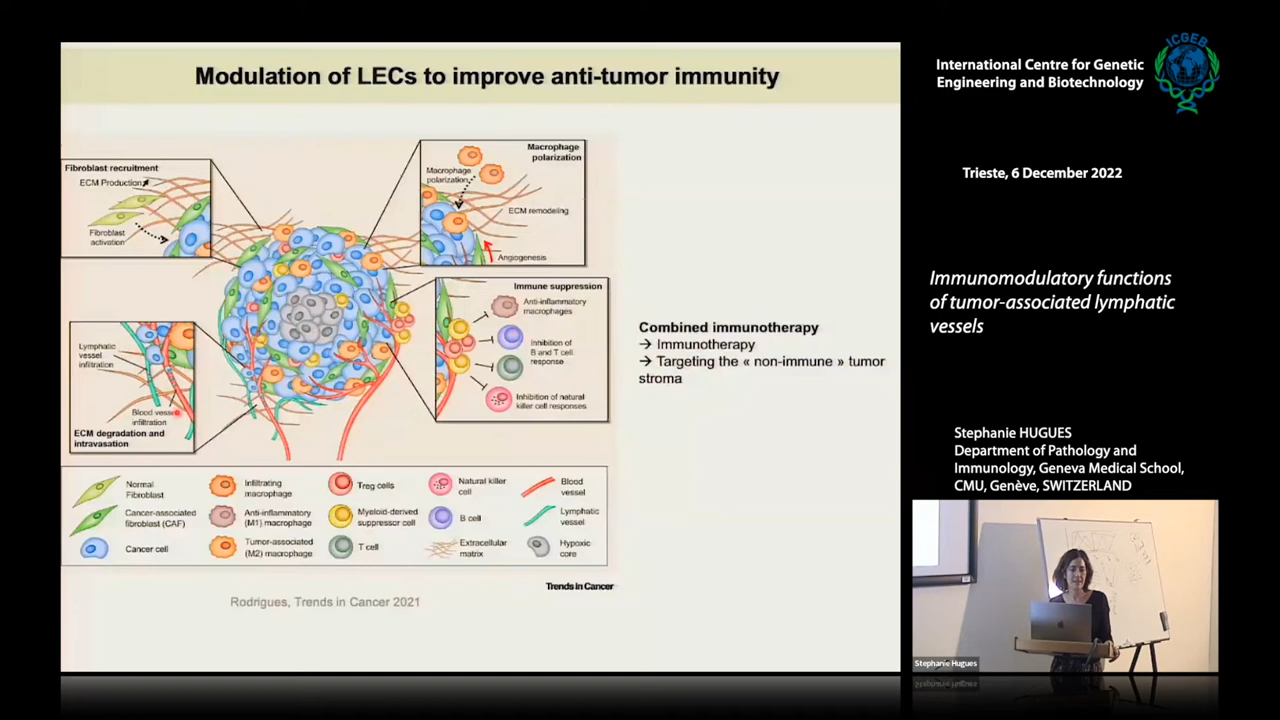 Modulation of LECs to improve anti-tumor immunity
Fibroblast recruitment
ECM Production
Fibroblast
activation
Macrophage
polarization
Macrophage
polarization
ECM remodeling
Angiogenesis
Immune suppression
Anti-inflammatory
macrophages
Inhibition of
B and T cell
response
Inhibition of natural
killer cell responses
Lymphatic
vessel
infiltration
Blood vessel
infiltration
ECM degradation and
intravasation
Combined immunotherapy
→ Immunotherapy
→ Targeting the « non-immune » tumor
stroma
Normal
Fibroblast
Infiltrating
macrophage
Treg cells
Natural killer
cell
Blood
vessel
Cancer-associated
fibroblast (CAF)
Anti-inflammatory
(M1) macrophage
Myeloid-derived
suppressor cell
B cell
Lymphatic
vessel
Cancer cell
Tumor-associated
(M2) macrophage
T cell
Extracellular
matrix
Hypoxic
core
Trends in Cancer
Rodrigues, Trends in Cancer 2021
International Centre for Genetic
Engineering and Biotechnology
ICGEB
Trieste, 6 December 2022
Immunomodulatory functions
of tumor-associated lymphatic
vessels
Stephanie HUGUES
Department of Pathology and
Immunology, Geneva Medical School,
CMU, Genève, SWITZERLAND
Stephanie Hugues